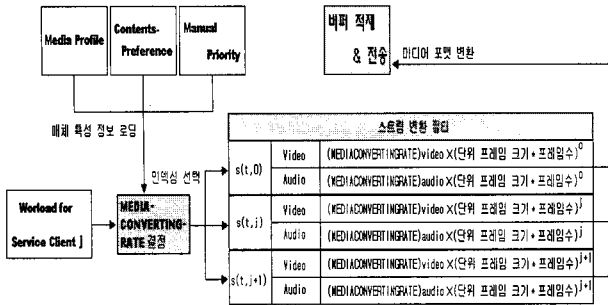 Media Profile
Contents-
Preference
Manual
Priority
버퍼 적재
& 전송
미디어 포맷 변환
매체 특성 정보 로딩
인덱싱 선택
스트림 변환 필터
s(t,0)
Video
(MEDIACONVERTINGRATE)video X(단위 프레임 크기*프레임수)0
Audio
(MEDIACONVERTINGRATE)audio X(단위 프레임 크기*프레임수)0
Worload for
Service Client j
MEDIA-
CONVERTING-
RATE 결정
s(t,j)
Video
(MEDIACONVERTINGRATE)video X(단위 프레임 크기*프레임수)j
Audio
(MEDIACONVERTINGRATE)audio X(단위 프레임 크기*프레임수)j
s(t,j+1)
Video
(MEDIACONVERTINGRATE)video X(단위 프레임 크기*프레임수)j+1
Audio
(MEDIACONVERTINGRATE)audio X(단위 프레임 크기*프레임수)j+1